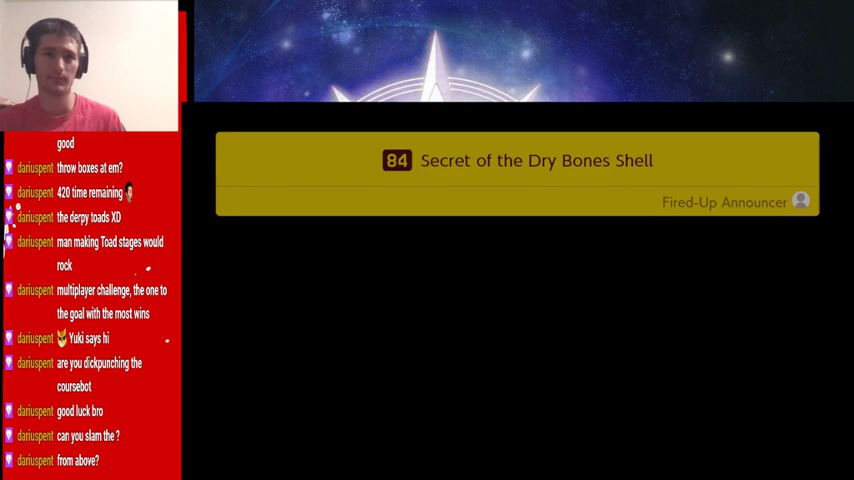 good
dariuspent throw boxes at em?
dariuspent 420 time remaining
dariuspent the derpy toads XD
dariuspent man making Toad stages would
rock
dariuspent multiplayer challenge, the one to
the goal with the most wins
dariuspent Yuki says hi
dariuspent are you dickpunching the
coursebot
dariuspent good luck bro
dariuspent can you slam the ?
dariuspent from above?
84 Secret of the Dry Bones Shell
Fired-Up Announcer